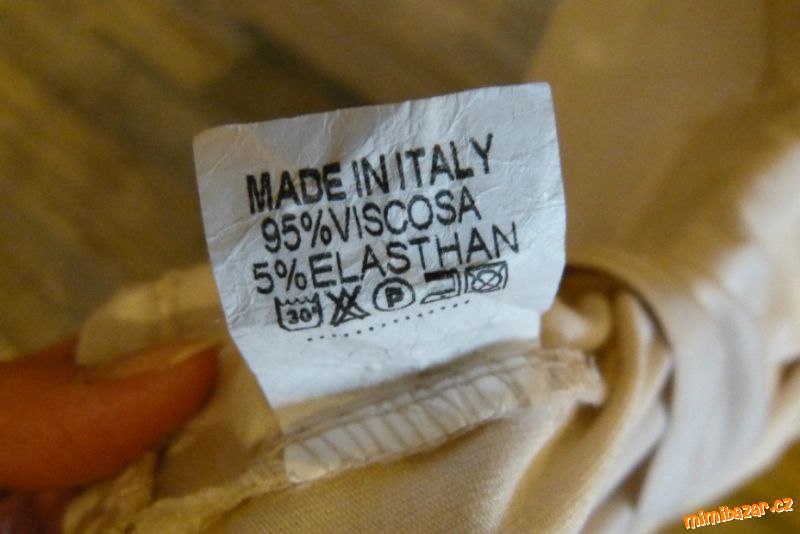 MADE IN ITALY
95%VISCOSA
5%ELASTHAN
30°
P
mimibazar.cz